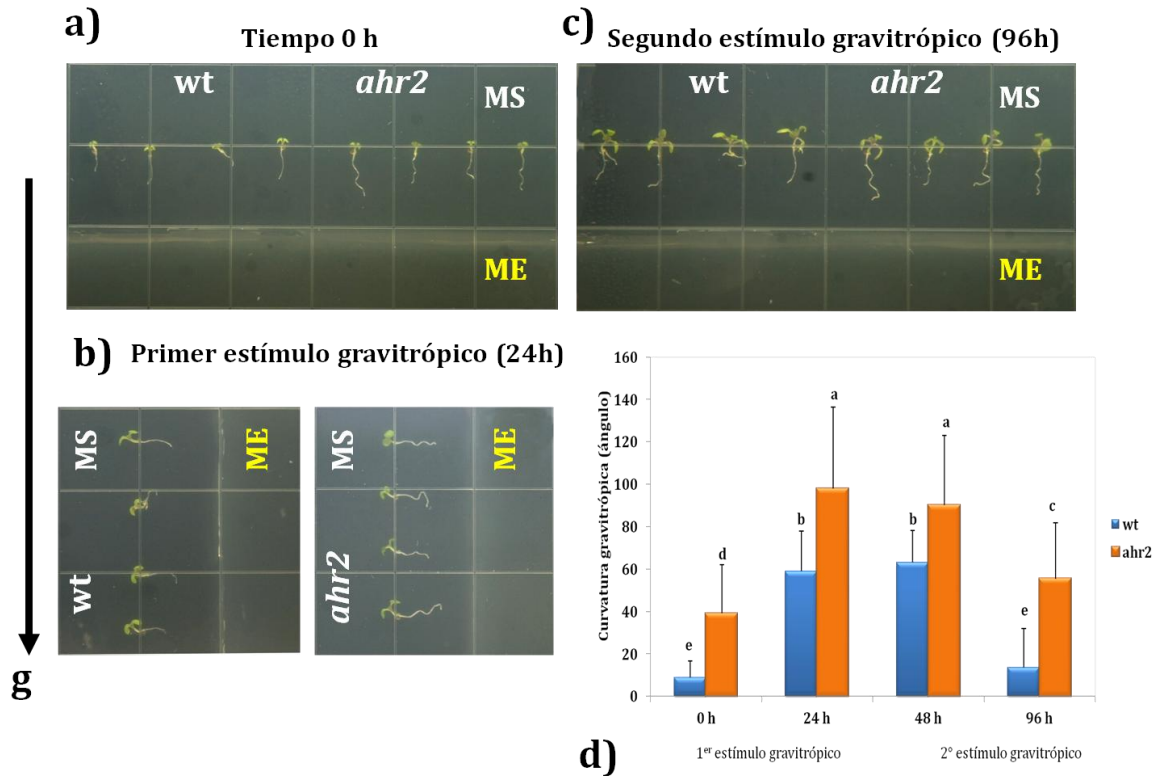 a)
Tiempo 0 h
wt
ahr2
MS
ME
c)
Segundo estímulo gravitrópico (96h)
wt
ahr2
MS
ME
g
b)
Primer estímulo gravitrópico (24h)
MS
ME
wt
MS
ME
ahr2
Curvatura gravitrópica (ángulo)
160
140
120
100
80
60
40
20
0
e
d
b
a
b
a
e
c
wt
ahr2
0 h
24 h
48 h
96 h
1er estímulo gravitrópico
2° estímulo gravitrópico
d)